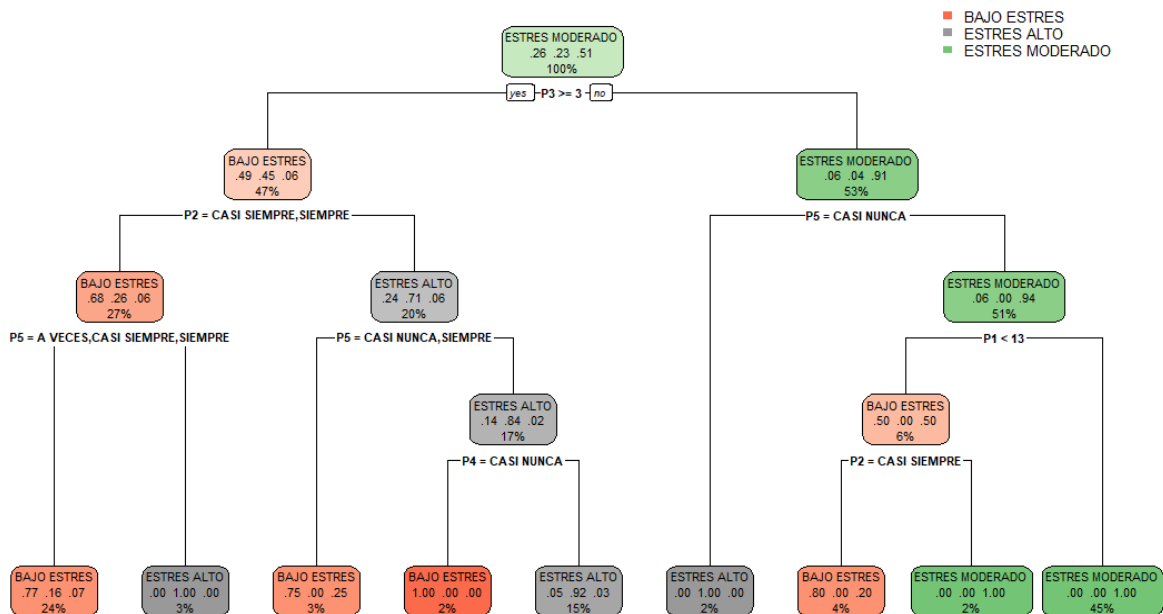 BAJO ESTRES
ESTRES ALTO
ESTRES MODERADO
ESTRES MODERADO
.26 .23 .51
100%
yes P3 >= 3 no
BAJO ESTRES
.49 .45 .06
47%
ESTRES MODERADO
.06 .04 .91
53%
P2 = CASI SIEMPRE,SIEMPRE
P5 = CASI NUNCA
BAJO ESTRES
.68 .26 .06
27%
ESTRES ALTO
.24 .71 .06
20%
ESTRES MODERADO
.06 .00 .94
51%
P5 = A VECES,CASI SIEMPRE,SIEMPRE
P5 = CASI NUNCA,SIEMPRE
P1 < 13
ESTRES ALTO
.14 .84 .02
17%
BAJO ESTRES
.50 .00 .50
6%
P4 = CASI NUNCA
P2 = CASI SIEMPRE
BAJO ESTRES
.77 .16 .07
24%
ESTRES ALTO
.00 1.00 .00
3%
BAJO ESTRES
.75 .00 .25
3%
BAJO ESTRES
1.00 .00 .00
2%
ESTRES ALTO
.05 .92 .03
15%
ESTRES ALTO
.00 1.00 .00
2%
BAJO ESTRES
.80 .00 .20
4%
ESTRES MODERADO
.00 .00 1.00
2%
ESTRES MODERADO
.00 .00 1.00
45%